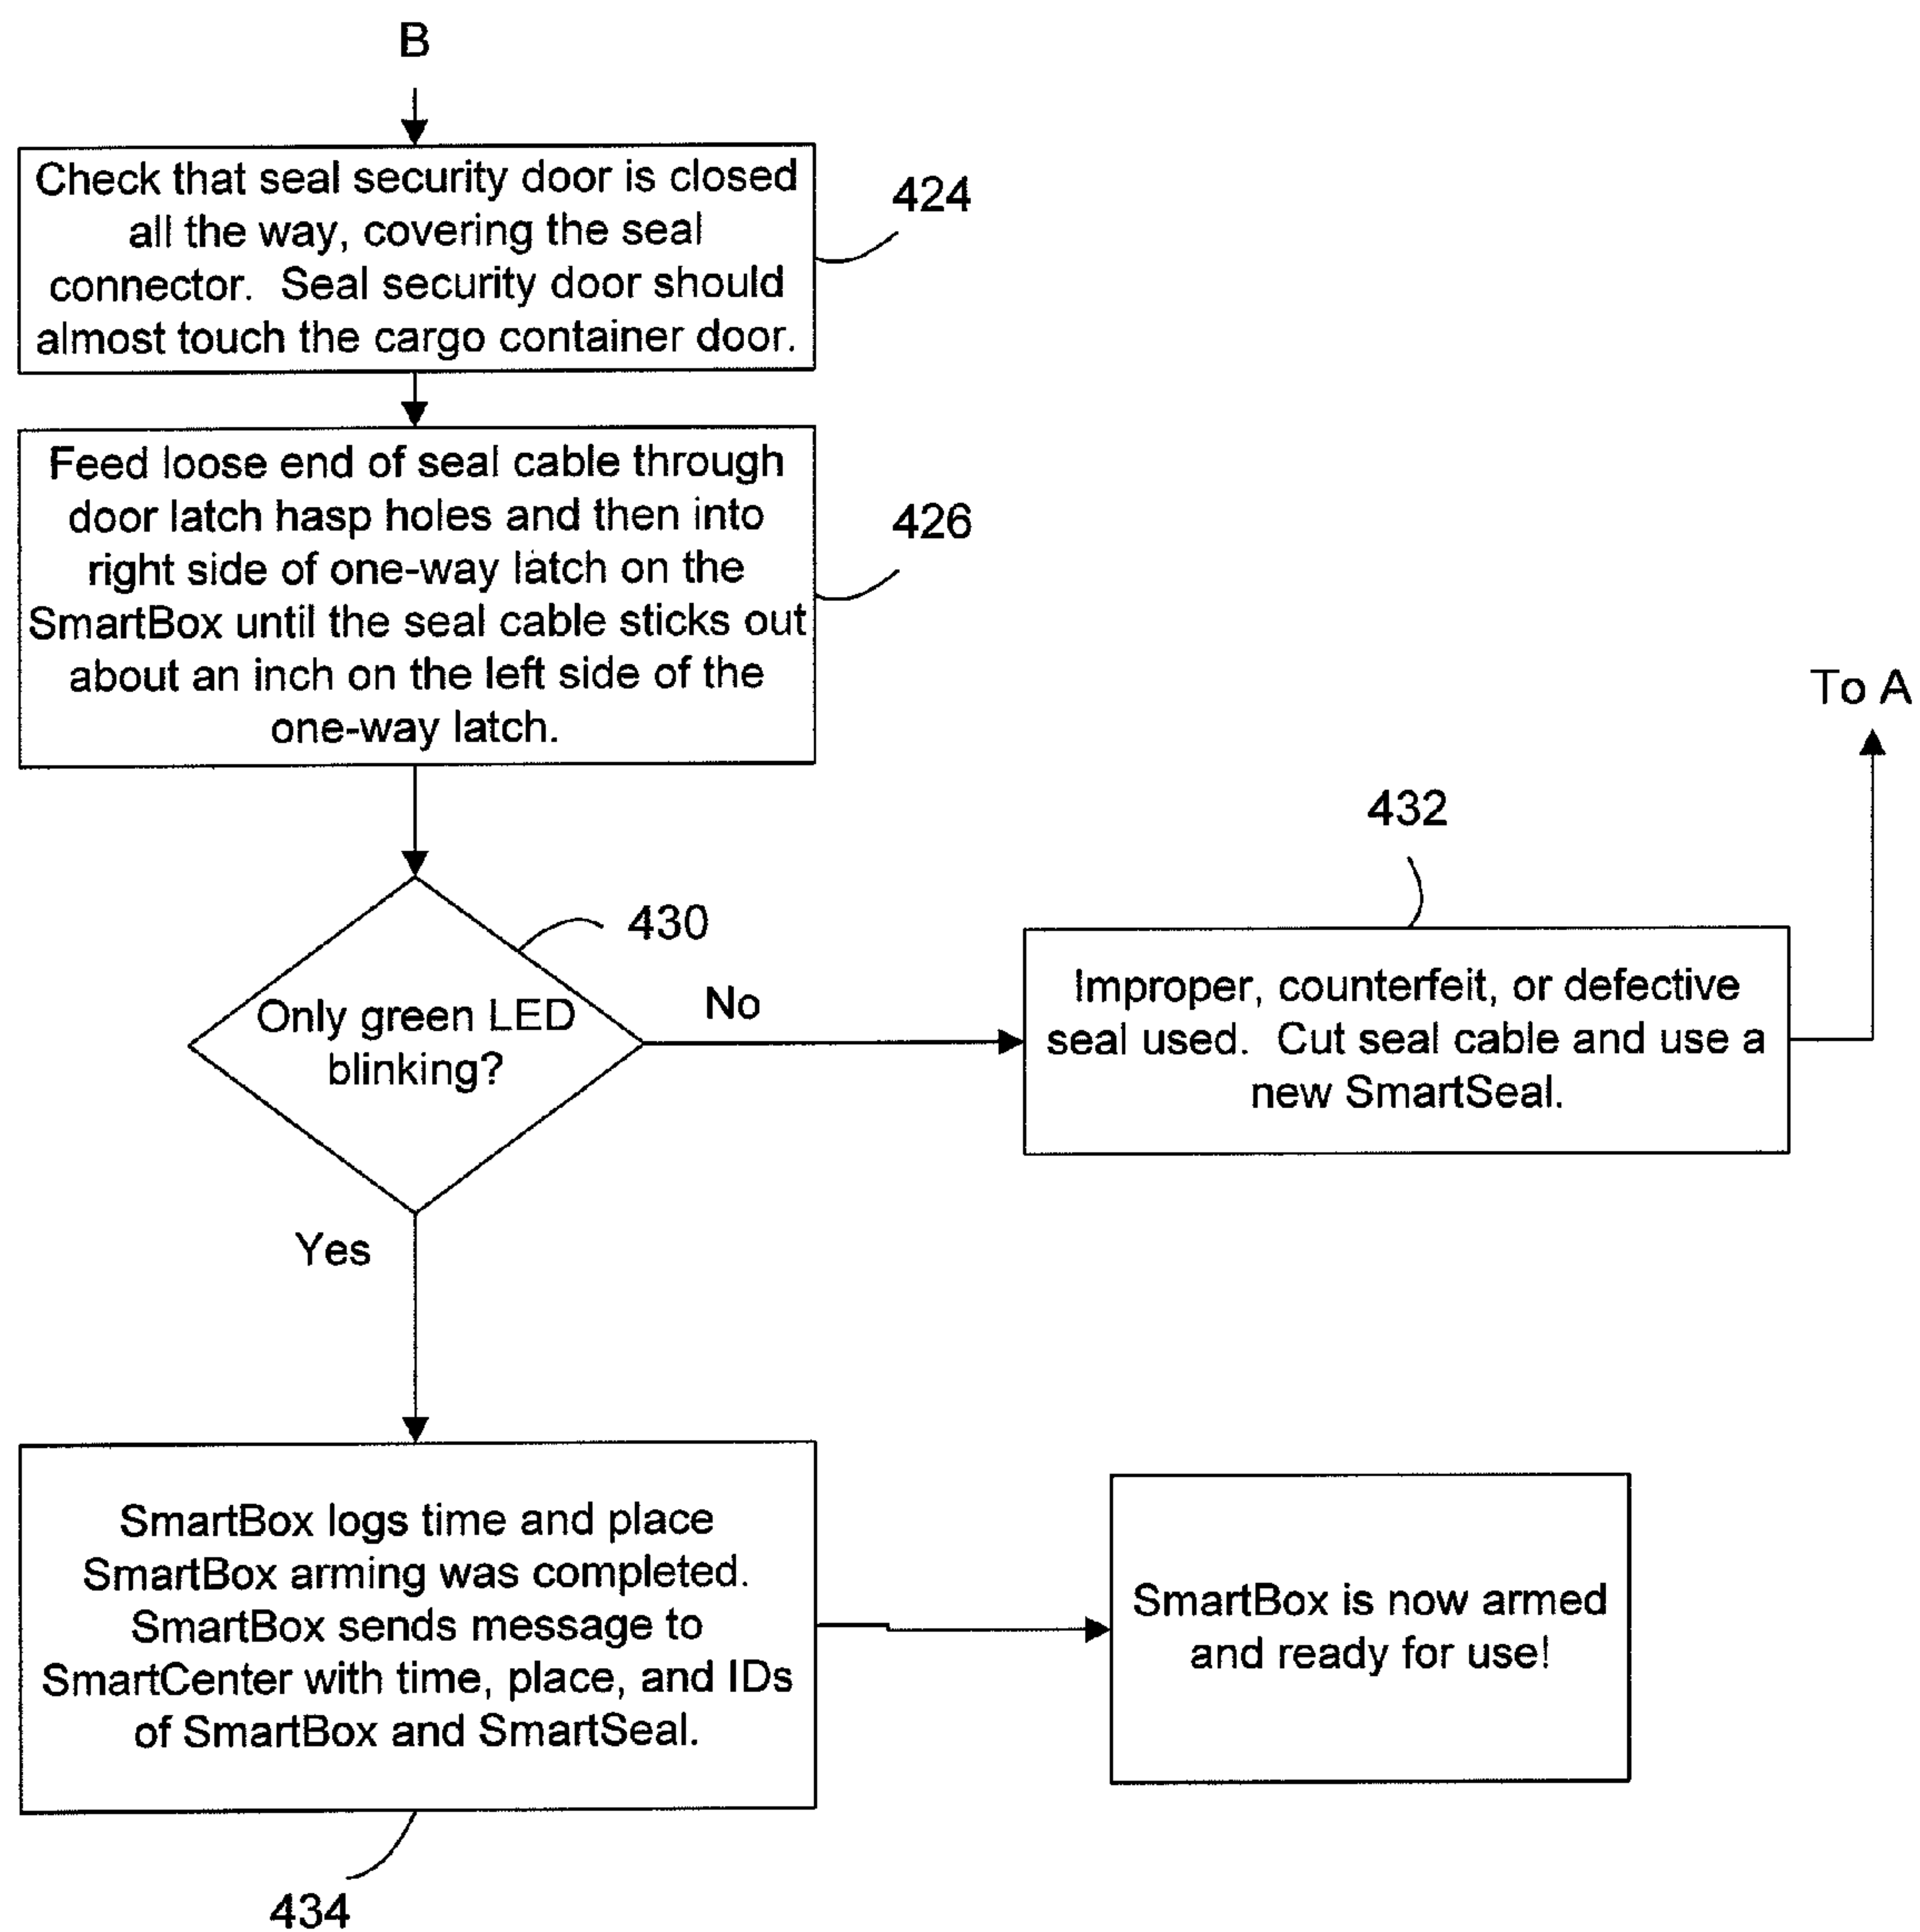 B
Check that seal security door is closed
all the way, covering the seal
connector. Seal security door should
almost touch the cargo container door.
424
Feed loose end of seal cable through
door latch hasp holes and then into
right side of one-way latch on the
SmartBox until the seal cable sticks out
about an inch on the left side of the
one-way latch.
426
To A
432
430
Only green LED
blinking?
No
Improper, counterfeit, or defective
seal used. Cut seal cable and use a
new SmartSeal.
Yes
SmartBox logs time and place
SmartBox arming was completed.
SmartBox sends message to
SmartCenter with time, place, and IDs
of SmartBox and SmartSeal.
SmartBox is now armed
and ready for use!
434